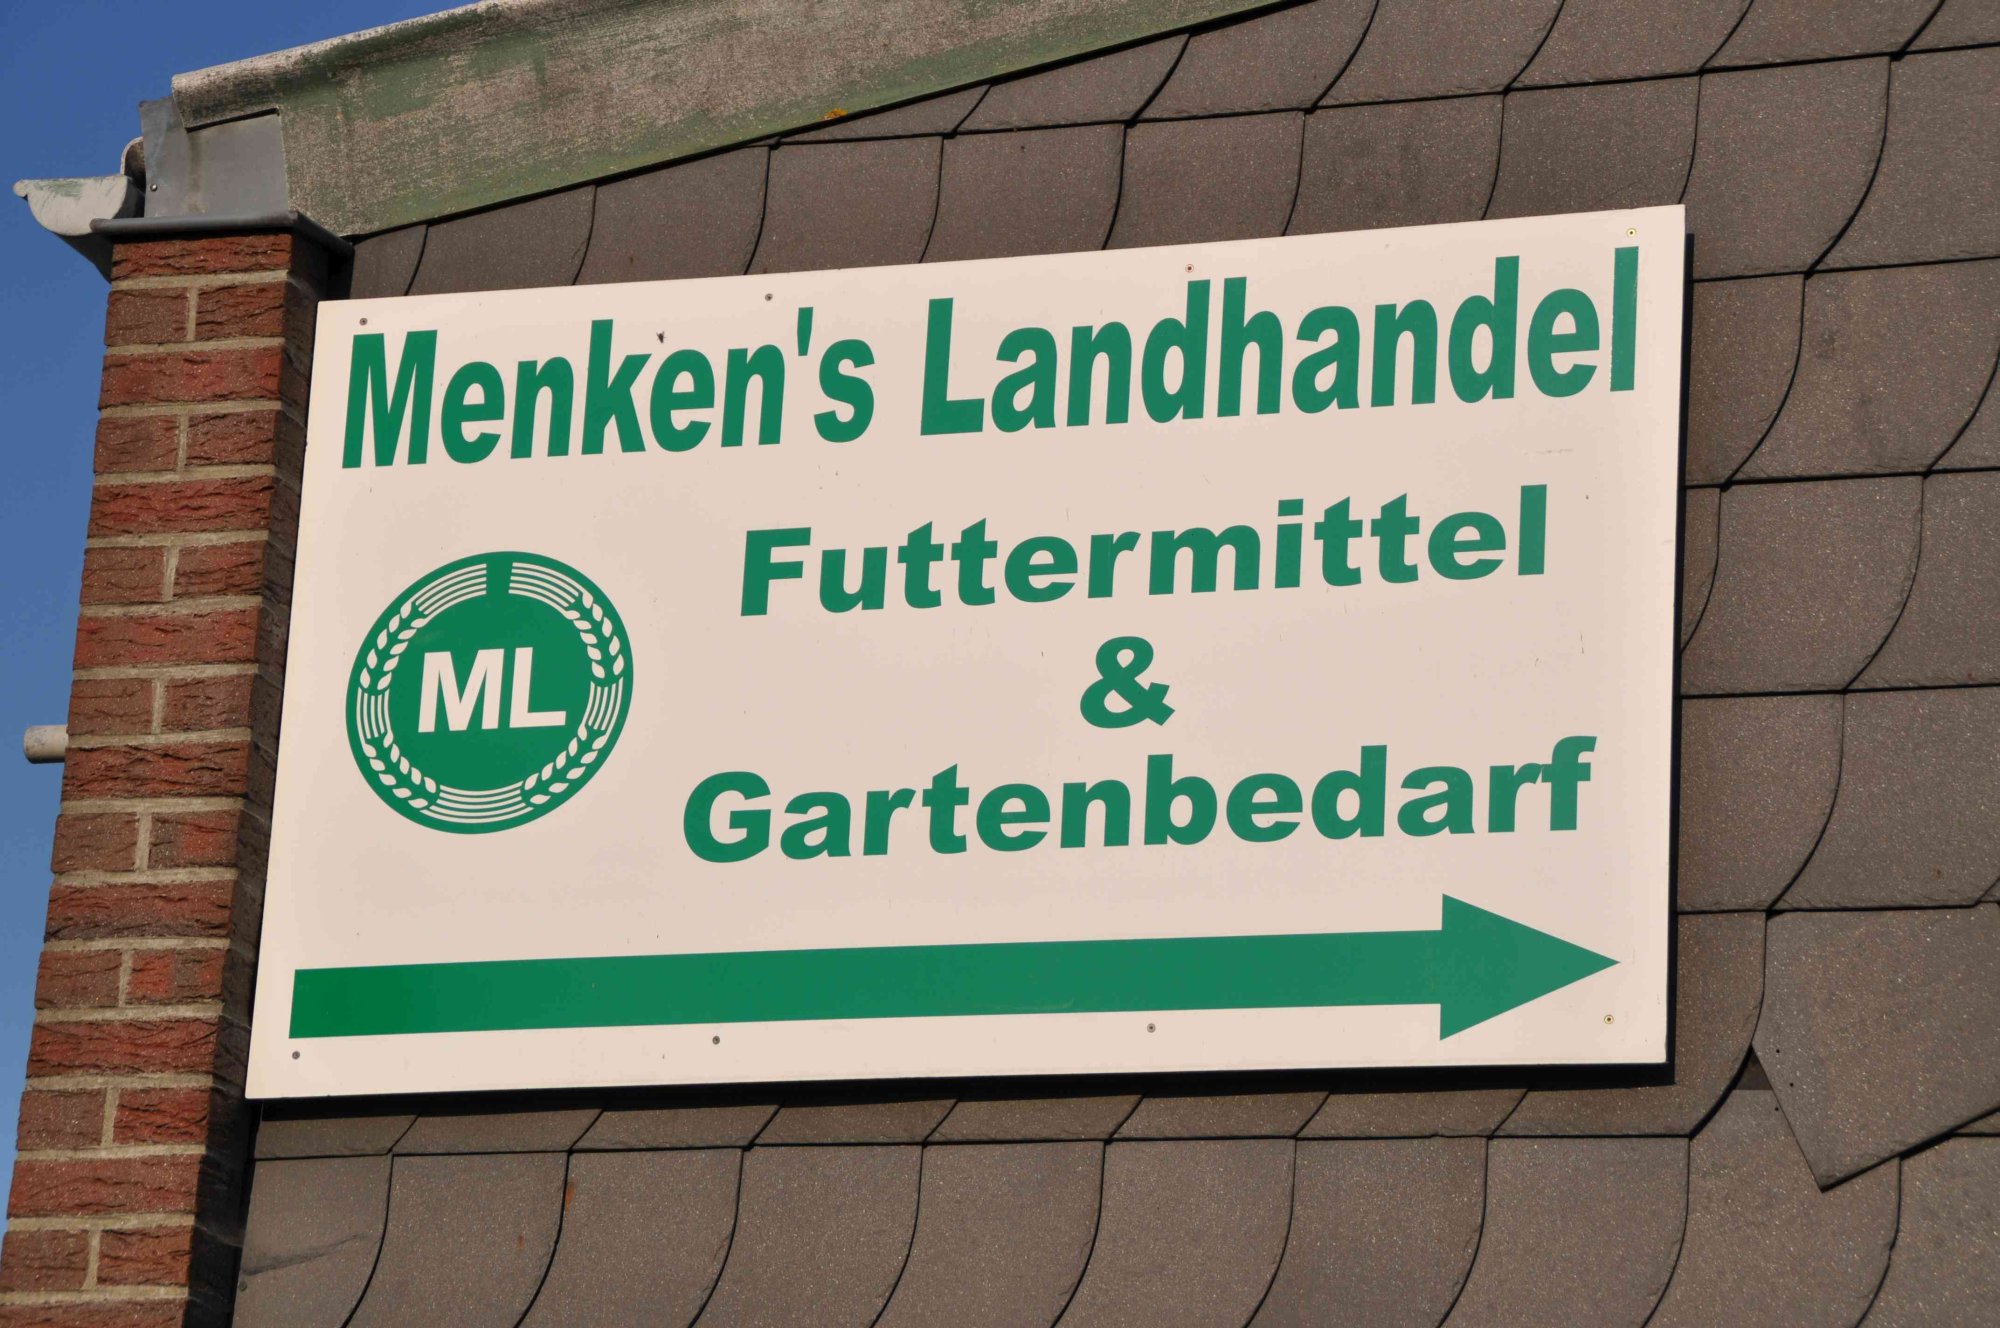 Menken's Landhandel
Futtermittel
&
ML
Gartenbedarf